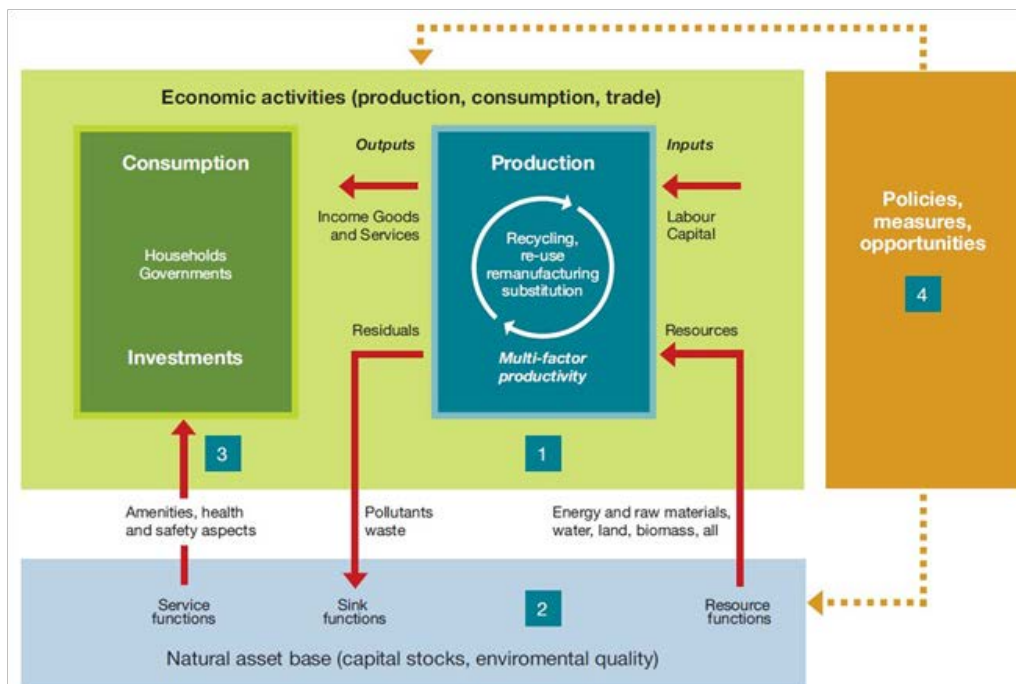 Economic activities (production, consumption, trade)
Consumption
Households
Governments
Investments
3
Outputs
Income Goods
and Services
Residuals
Production
Recycling,
re-use
remanufacturing
substitution
Multi-factor
productivity
1
Inputs
Labour
Capital
Resources
Policies,
measures,
opportunities
4
Amenities, health
and safety aspects
Pollutants
waste
Energy and raw materials,
water, land, biomass, all
Service
functions
Sink
functions
2
Resource
functions
Natural asset base (capital stocks, enviromental quality)